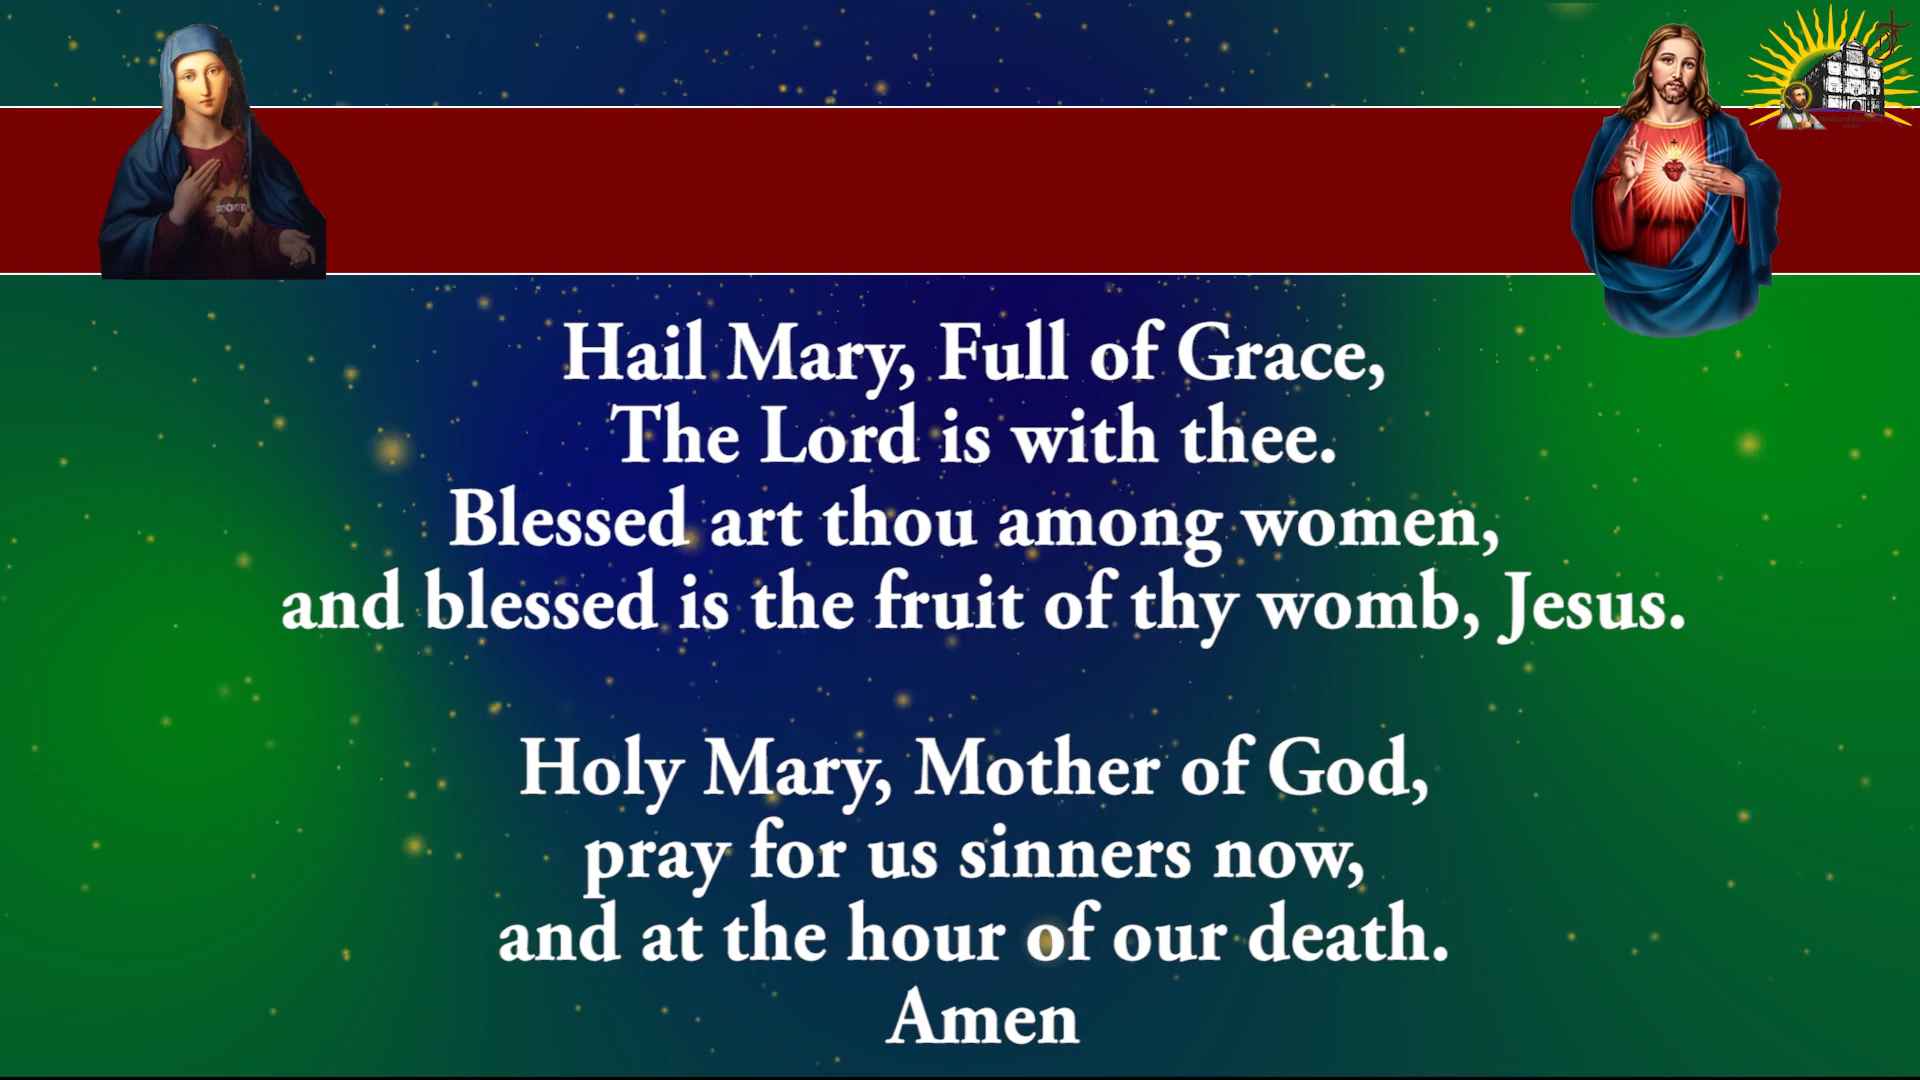 Hail Mary, Full of Grace,
The Lord is with thee.
Blessed art thou among women,
and blessed is the fruit of thy womb, Jesus.
Holy Mary, Mother of God,
pray for us sinners now,
and at the hour of our death.
Amen